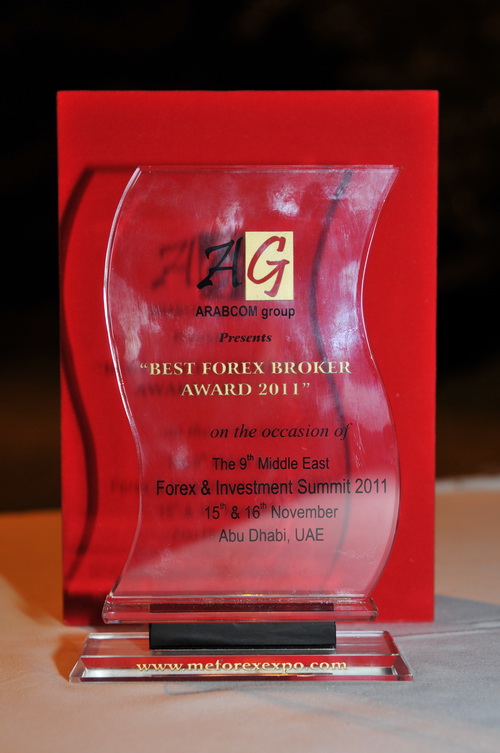 AG
ARABCOM group
Presents
“BEST FOREX BROKER
AWARD 2011”
on the occasion of
The 9th Middle East
Forex & Investment Summit 2011
15th & 16th November
Abu Dhabi, UAE
www.meforexexpo.com